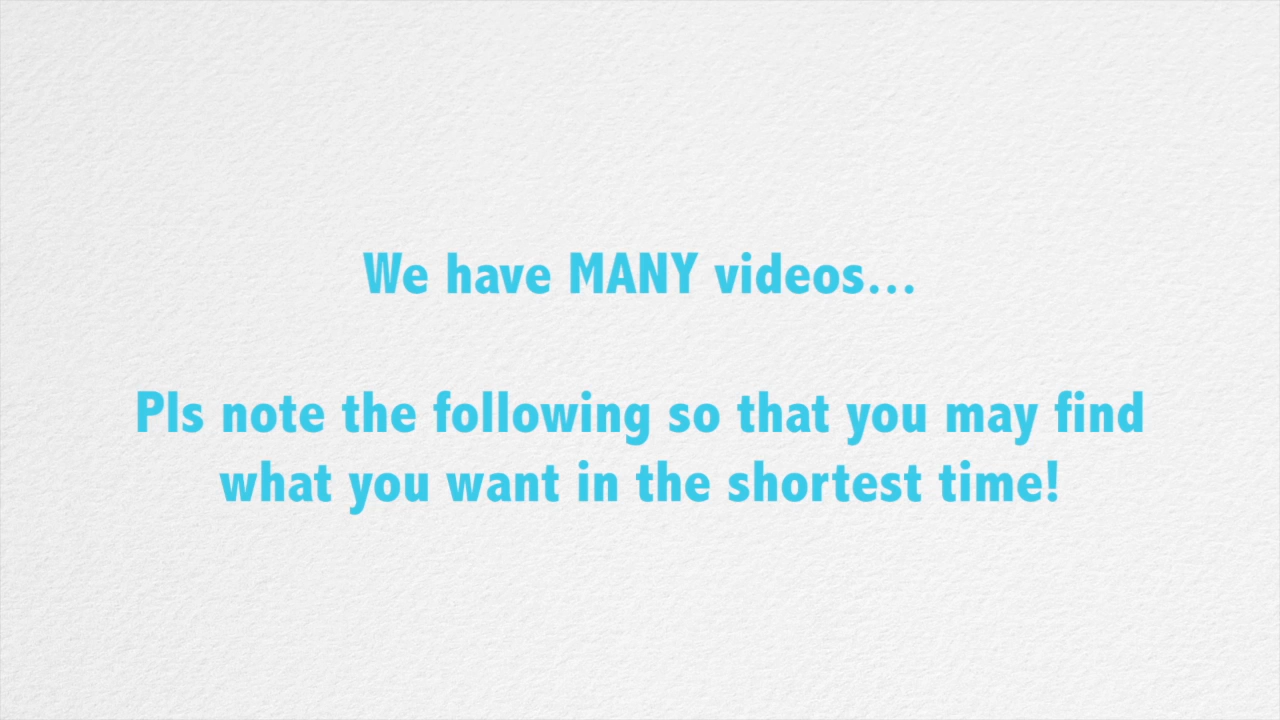 We have MANY videos...
Pls note the following so that you may find
what you want in the shortest time!